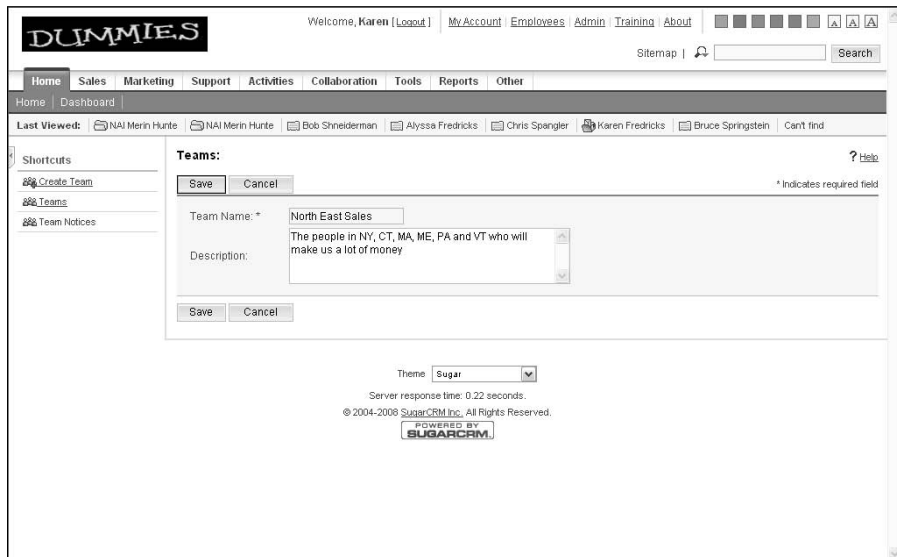 DUMMIES
Welcome, Karen [ Logout ] | My Account | Employees | Admin | Training | About
A A A
Sitemap | Search
Home Sales Marketing Support Activities Collaboration Tools Reports Other
Home | Dashboard |
Last Viewed: NAI Merin Hunte | NAI Merin Hunte | Bob Shneiderman | Alyssa Fredricks | Chris Spangler | Karen Fredricks | Bruce Springstein | Can't find
Shortcuts
Create Team
Teams
Team Notices
Teams:
? Help
Save Cancel
* Indicates required field
Team Name: * North East Sales
Description:
The people in NY, CT, MA, ME, PA and VT who will
make us a lot of money
Save Cancel
Theme Sugar
Server response time: 0.22 seconds.
© 2004-2008 SugarCRM Inc. All Rights Reserved.
POWERED BY
SUGARCRM.